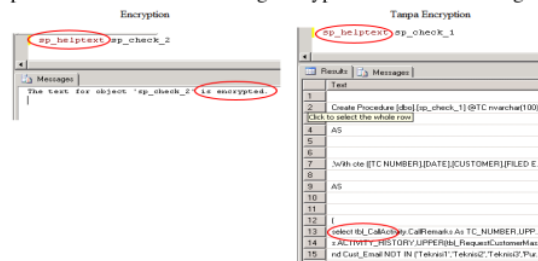 Encryption
sp_helptext sp_check_2
Messages
The text for object 'sp_check_2' is encrypted.
Tanpa Encryption
sp_helptext sp_check_1
Results Messages
Text
1
2 Create Procedure [dbo].[sp_check_1] @TC nvarchar(100)
Click to select the whole row
4 AS
5
6
7 .With cte ([TC NUMBER],[DATE],[CUSTOMER],[FILED E
8
9 AS
10
11
12 (
13 select tbl_CallActivity.CallRemarks As TC_NUMBER,UPP
14 s ACTIVITY_HISTORY,UPPER(tbl_RequestCustomerMas
15 nd Cust_Email NOT IN ('Teknisi1','Teknisi2','Teknisi3','Pur